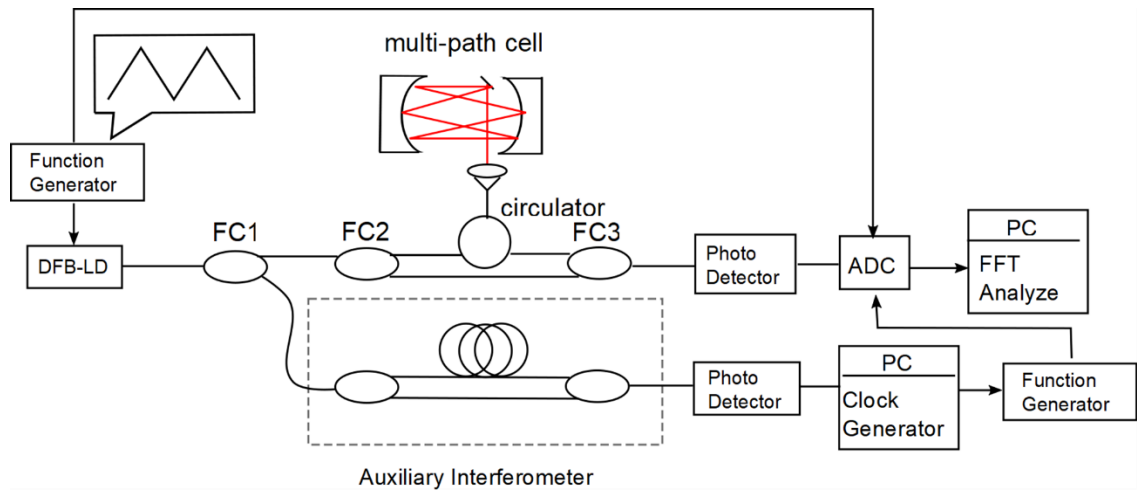 multi-path cell
Function
Generator
circulator
FC1
FC2
FC3
DFB-LD
Photo
Detector
ADC
PC
FFT
Analyze
Photo
Detector
PC
Clock
Generator
Function
Generator
Auxiliary Interferometer